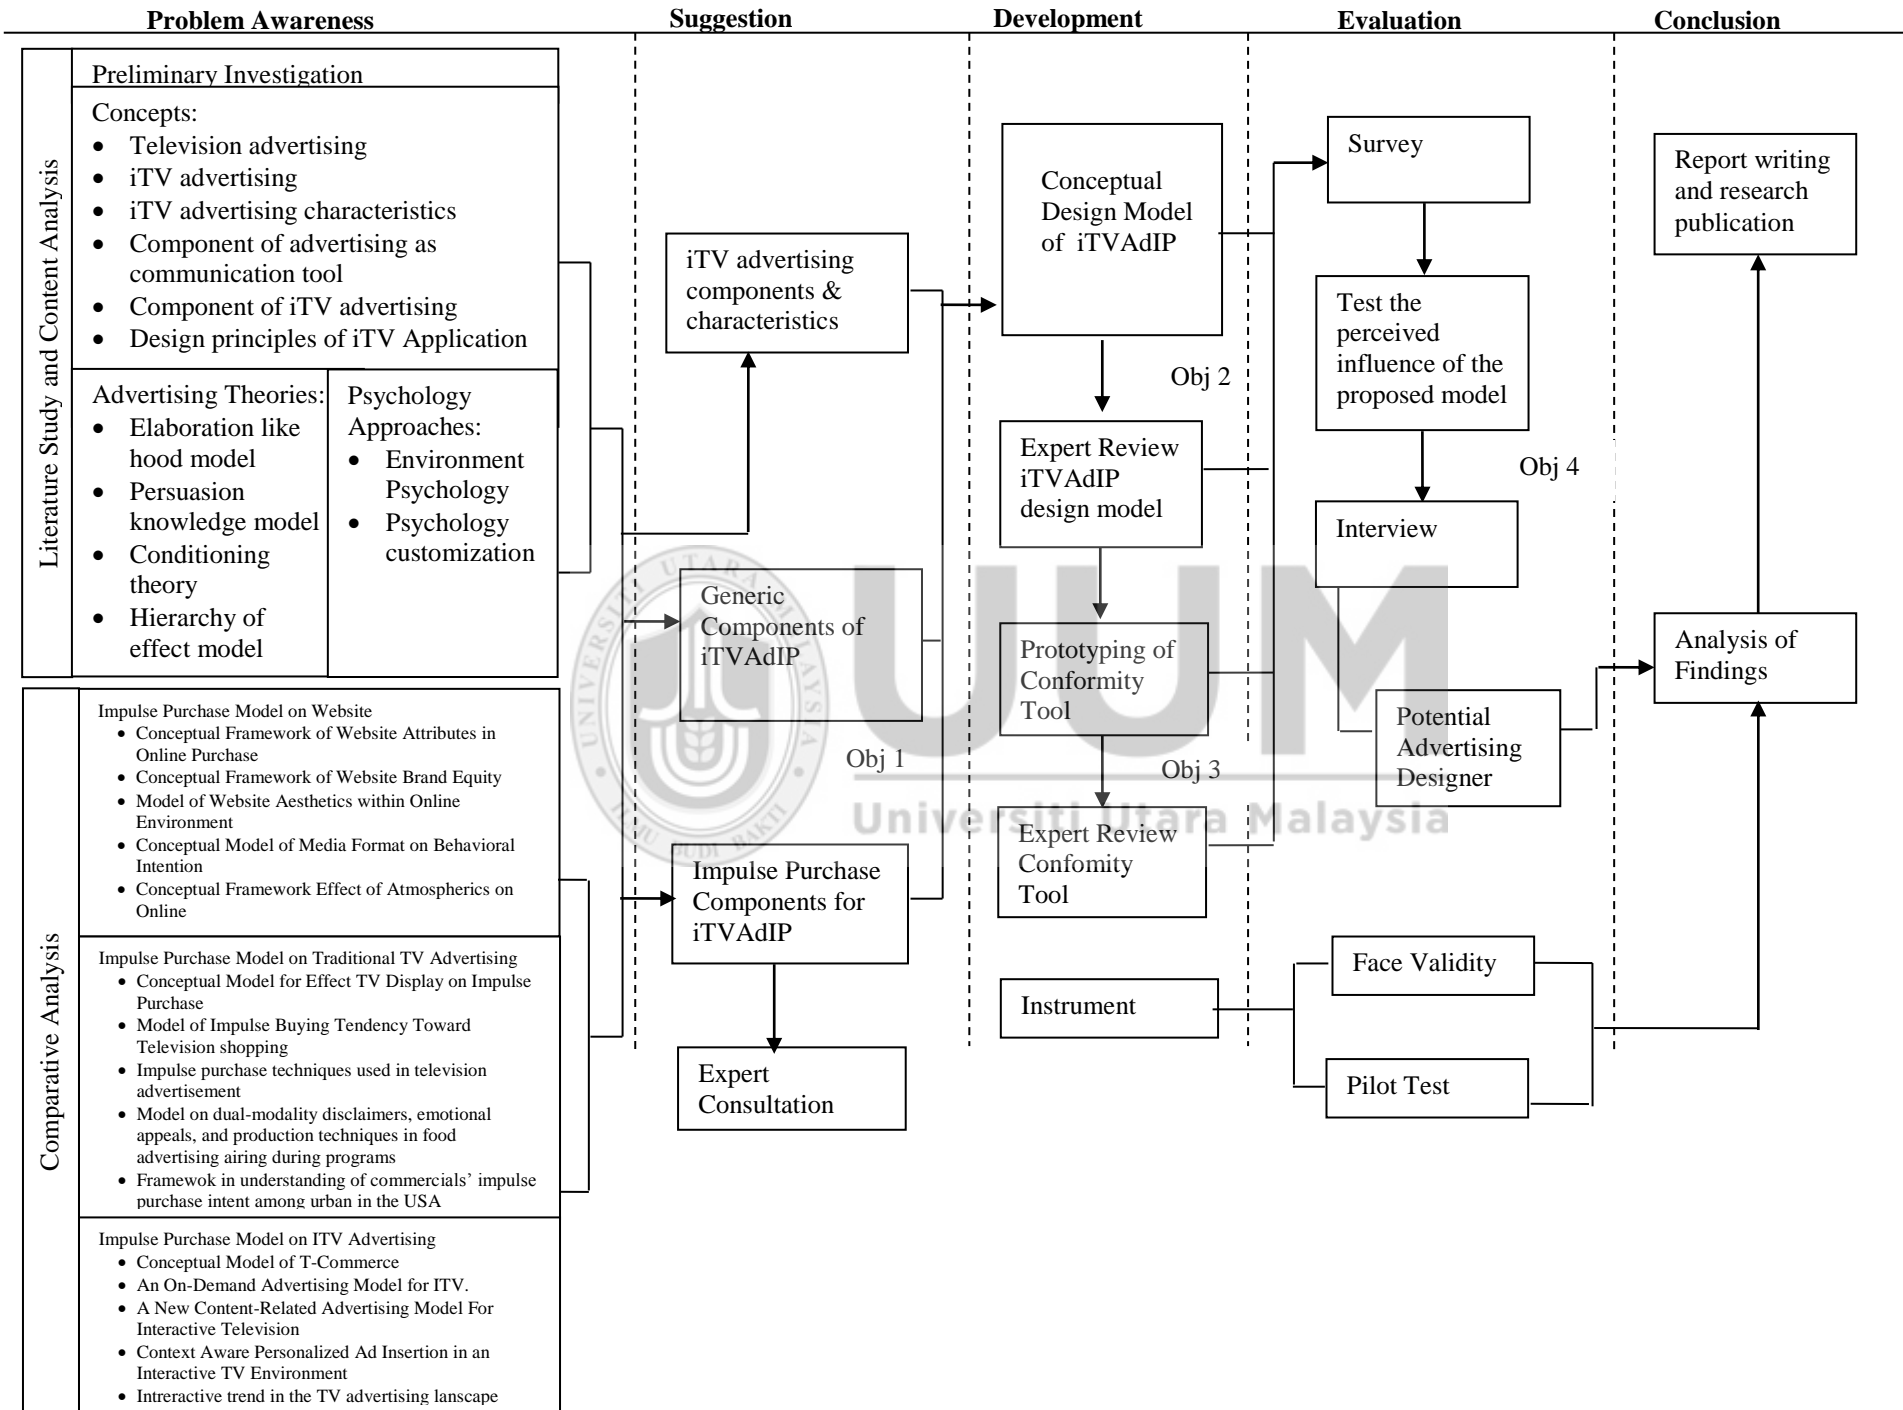 Problem Awareness
Suggestion
Development
Evaluation
Conclusion
Literature Study and Content Analysis
Preliminary Investigation
Concepts:
• Television advertising
• iTV advertising
• iTV advertising characteristics
• Component of advertising as
communication tool
• Component of iTV advertising
• Design principles of iTV Application
Advertising Theories:
• Elaboration like
hood model
• Persuasion
knowledge model
• Conditioning
theory
• Hierarchy of
effect model
Psychology
Approaches:
• Environment
Psychology
• Psychology
customization
Comparative Analysis
Impulse Purchase Model on Website
• Conceptual Framework of Website Attributes in
Online Purchase
• Conceptual Framework of Website Brand Equity
• Model of Website Aesthetics within Online
Environment
• Conceptual Model of Media Format on Behavioral
Intention
• Conceptual Framework Effect of Atmospherics on
Online
Impulse Purchase Model on Traditional TV Advertising
• Conceptual Model for Effect TV Display on Impulse
Purchase
• Model of Impulse Buying Tendency Toward
Television shopping
• Impulse purchase techniques used in television
advertisement
• Model on dual-modality disclaimers, emotional
appeals, and production techniques in food
advertising airing during programs
• Framewok in understanding of commercials' impulse
purchase intent among urban in the USA
Impulse Purchase Model on ITV Advertising
• Conceptual Model of T-Commerce
• An On-Demand Advertising Model for ITV.
• A New Content-Related Advertising Model For
Interactive Television
• Context Aware Personalized Ad Insertion in an
Interactive TV Environment
• Intreractive trend in the TV advertising lanscape
iTV advertising
components &
characteristics
Generic
Components of
iTVAdIP
Obj 1
Impulse Purchase
Components for
iTVAdIP
Expert
Consultation
Conceptual
Design Model
of iTVAdIP
Obj 2
Expert Review
iTVAdIP
design model
Prototyping of
Conformity
Tool
Obj 3
Expert Review
Confomity
Tool
Instrument
Survey
Test the
perceived
influence of the
proposed model
Obj 4
Interview
Potential
Advertising
Designer
Face Validity
Pilot Test
Report writing
and research
publication
Analysis of
Findings
UNIVERSITI UTARA MALAYSIA
ILMU BUDI BAKTI
UUM
Universiti Utara Malaysia